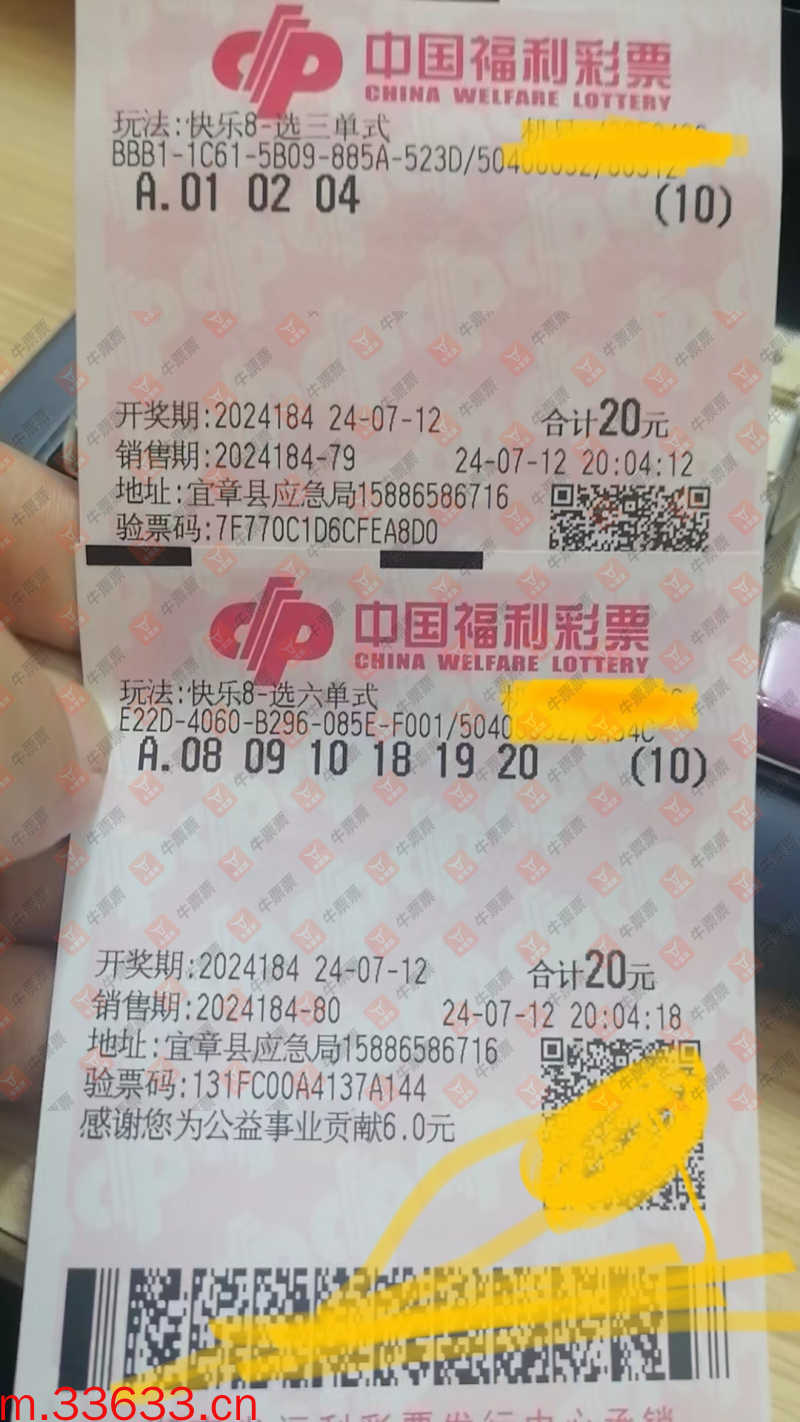 中国福利彩票
CHINA WELFARE LOTTERY
玩法:快乐8-选三单式
BBB1-1C61-5B09-885A-523D/504
A.01 02 04 (10)
开奖期:2024184 24-07-12 合计20元
销售期:2024184-79 24-07-12 20:04:12
地址:宜章县应急局15886586716
验票码:7F770C1D6CFEA8D0
中国福利彩票
CHINA WELFARE LOTTERY
玩法:快乐8-选六单式
E22D-4060-B296-085E-F001/5040
A.08 09 10 18 19 20 (10)
开奖期:2024184 24-07-12 合计20元
销售期:2024184-80 24-07-12 20:04:18
地址:宜章县应急局15886586716
验票码:131FC00A4137A144
感谢您为公益事业贡献6.0元
m.33633.cn
牛票票